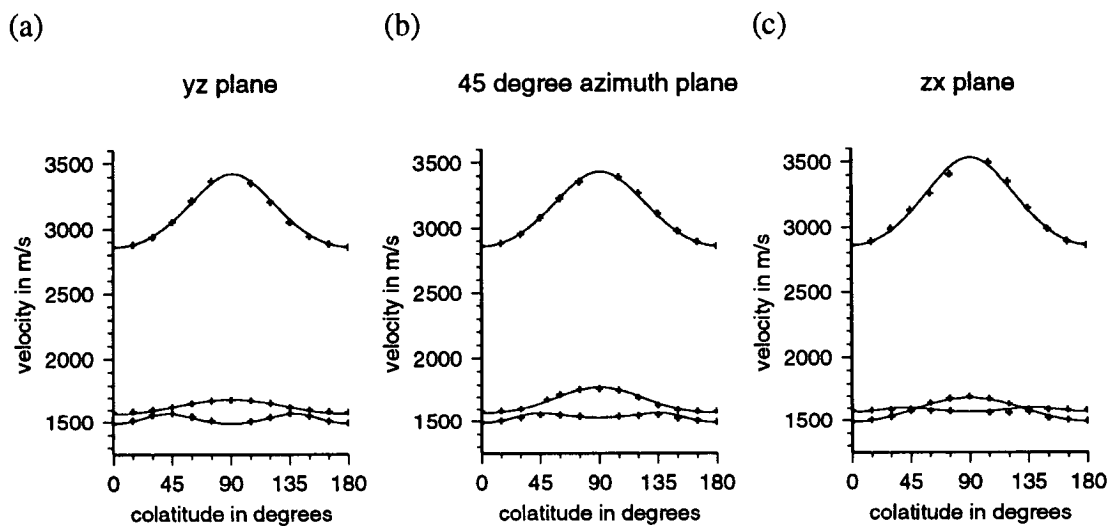 (a)
yz plane
velocity in m/s
3500
3000
2500
2000
1500
0 45 90 135 180
colatitude in degrees
(b)
45 degree azimuth plane
velocity in m/s
3500
3000
2500
2000
1500
0 45 90 135 180
colatitude in degrees
(c)
zx plane
velocity in m/s
3500
3000
2500
2000
1500
0 45 90 135 180
colatitude in degrees